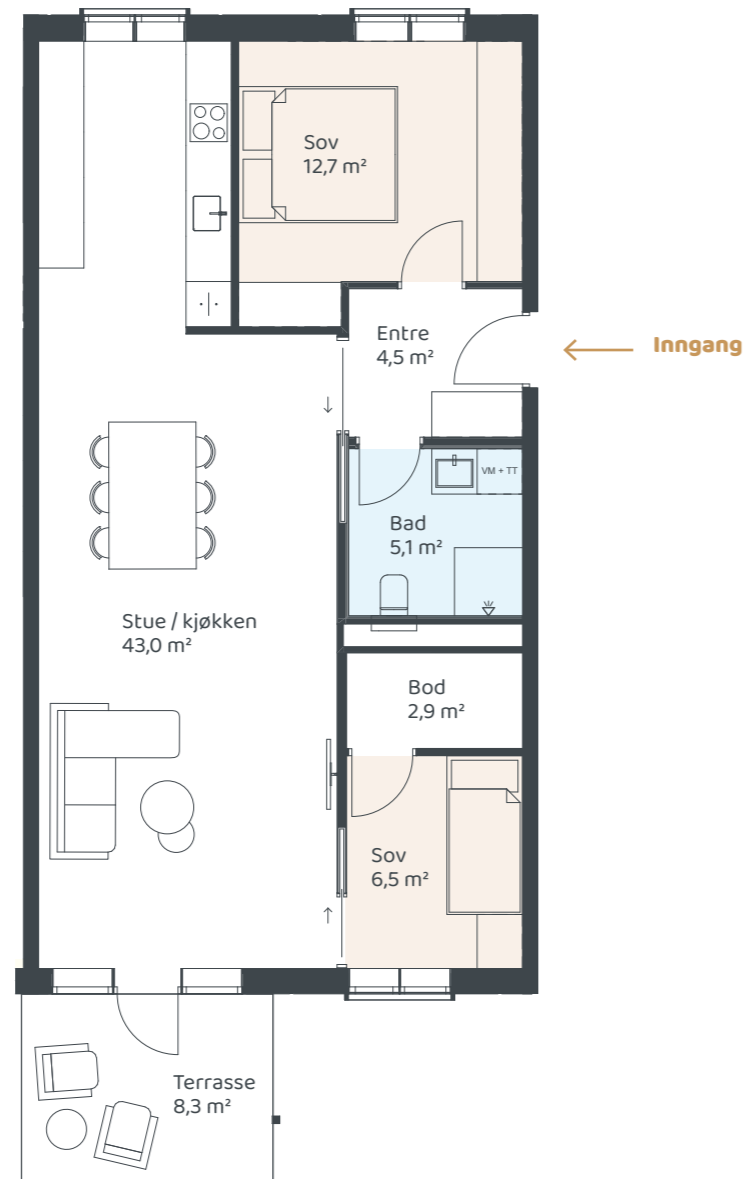 Sov
12,7 m²
Entre
4,5 m²
Inngang
VM + TT
Bad
5,1 m²
Stue / kjøkken
43,0 m²
Bod
2,9 m²
Sov
6,5 m²
Terrasse
8,3 m²